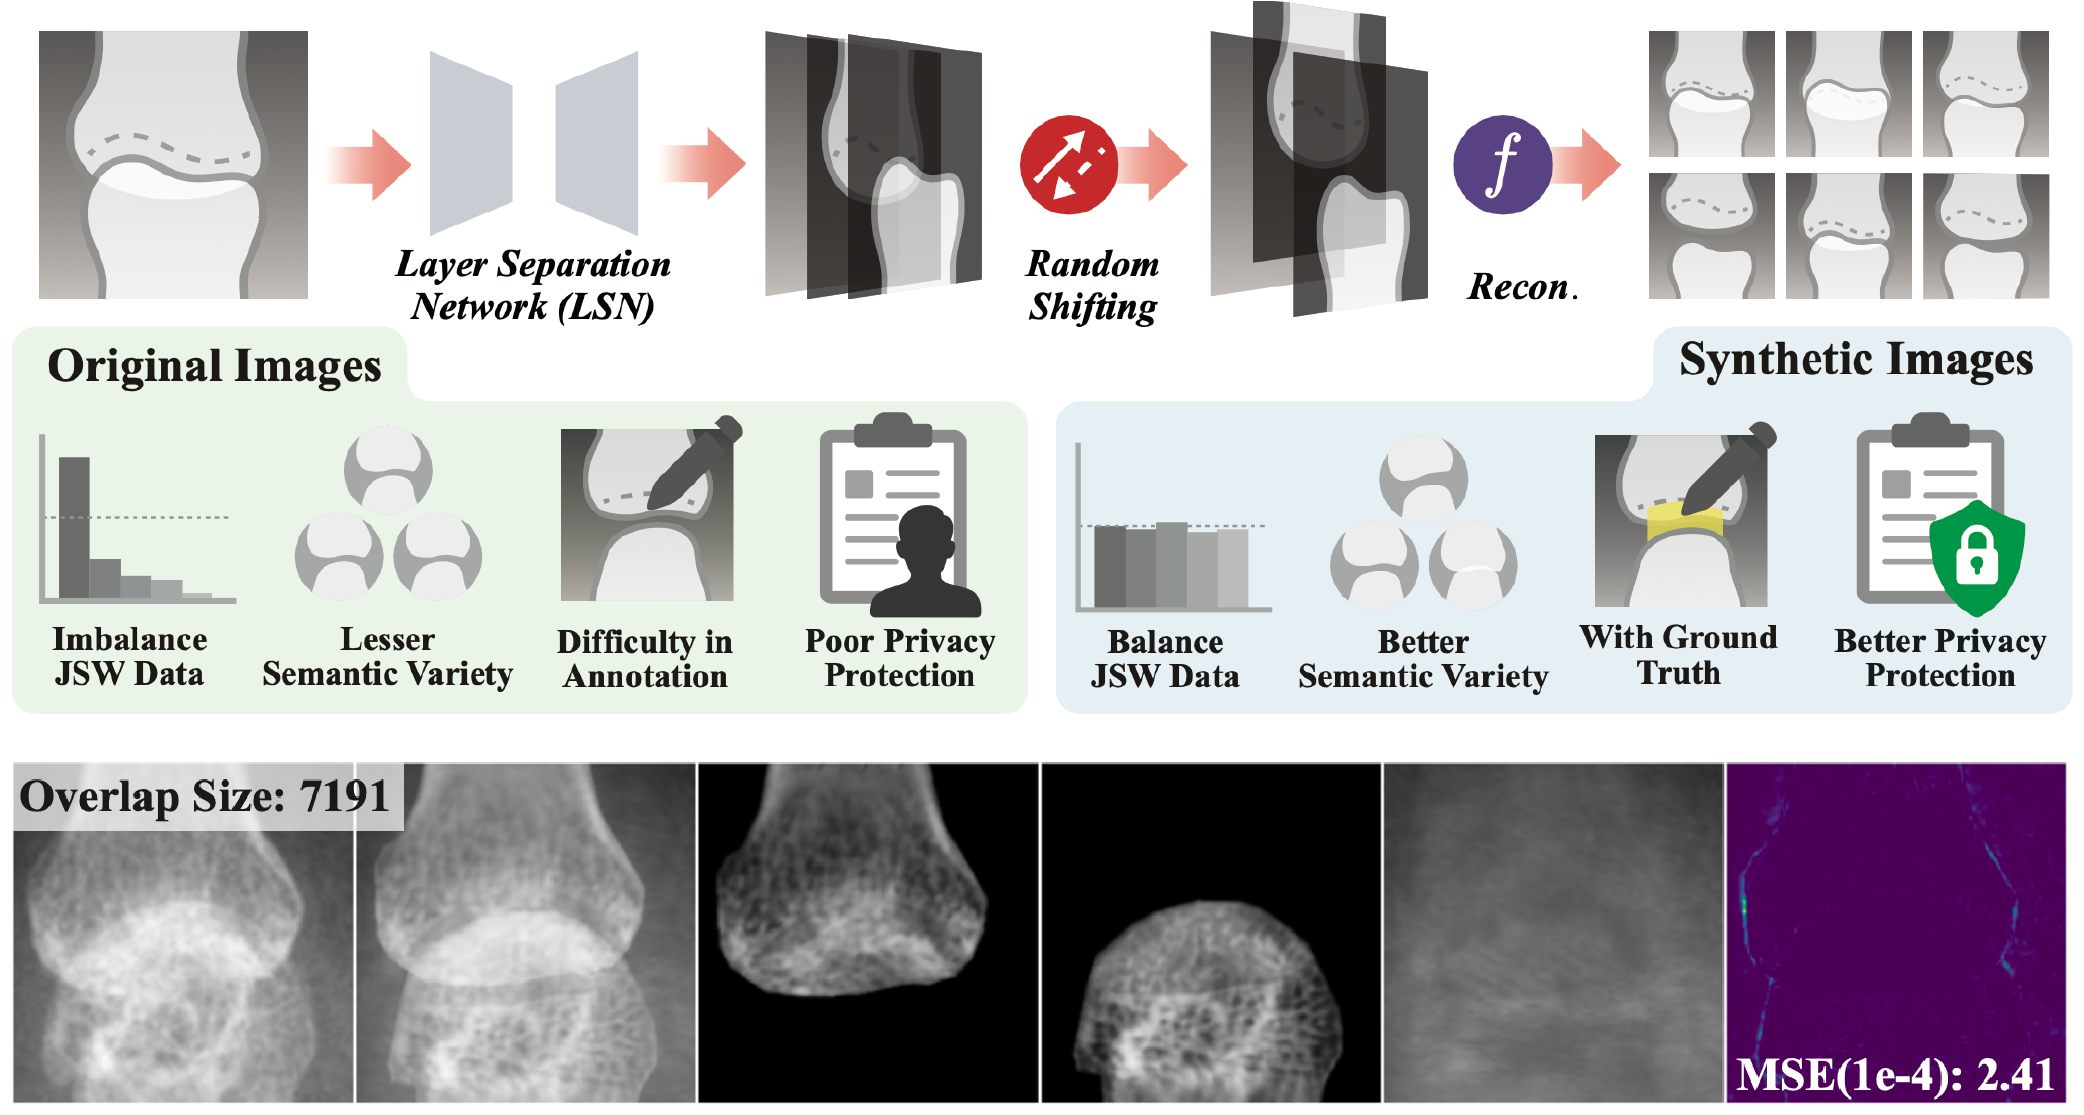 Layer Separation
Network (LSN)
Random
Shifting
f
Recon.
Original Images
Imbalance
JSW Data
Lesser
Semantic Variety
Difficulty in
Annotation
Poor Privacy
Protection
Synthetic Images
Balance
JSW Data
Better
Semantic Variety
With Ground
Truth
Better Privacy
Protection
Overlap Size: 7191
MSE(1e-4): 2.41